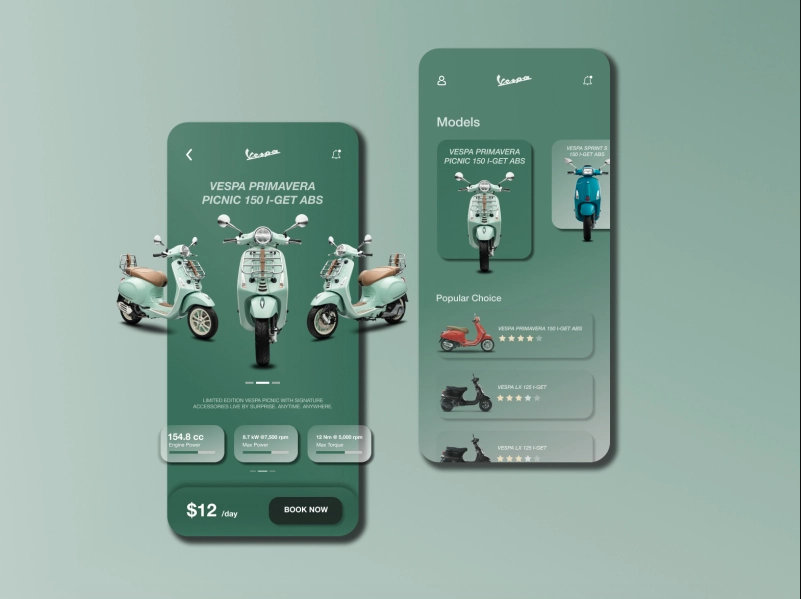 Vespa
VESPA PRIMAVERA
PICNIC 150 I-GET ABS
LIMITED EDITION VESPA PICNIC WITH SIGNATURE
ACCESSORIES LIVE BY SURPRISE, ANYTIME ANYWHERE.
154.8 cc
Engine Power
8.7 kW @7,500 rpm
Max Power
12 Nm @ 5,000 rpm
Max Torque
$12 /day
BOOK NOW
Vespa
Models
VESPA PRIMAVERA
PICNIC 150 I-GET ABS
VESPA SPRINT S
150 I-GET ABS
Popular Choice
VESPA PRIMAVERA 150 I-GET ABS
VESPA LX 125 I-GET
VESPA LX 125 I-GET